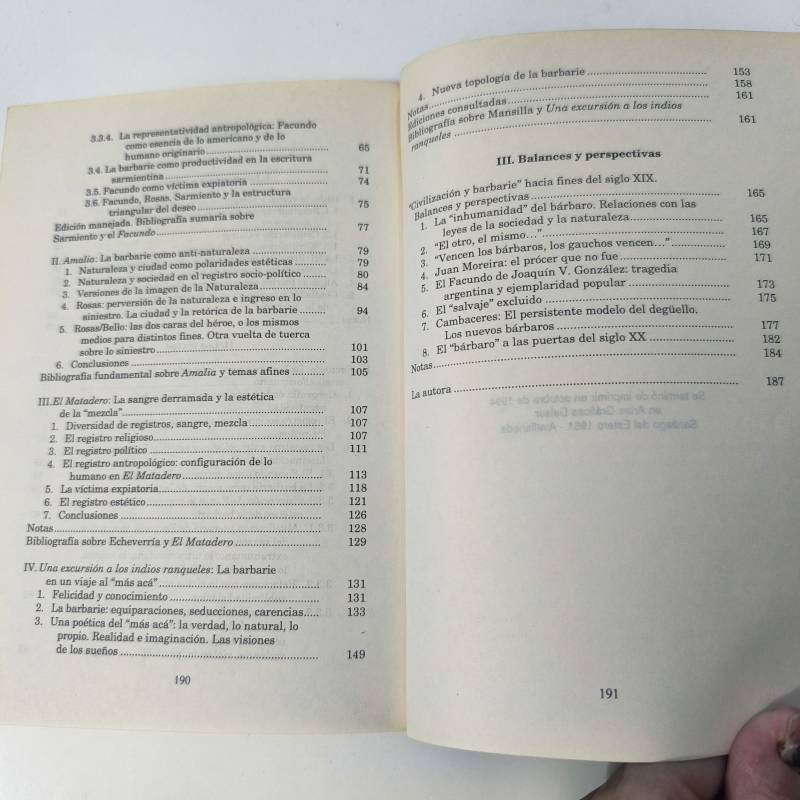 3.3.4. La representatividad antropológica: Facundo
como esencia de lo americano y de lo
humano originario 65
3.4. La barbarie como productividad en la escritura
sarmientina 71
3.5. Facundo como víctima expiatoria 74
3.6. Facundo, Rosas, Sarmiento y la estructura
triangular del deseo 75
Edición manejada. Bibliografía sumaria sobre
Sarmiento y el Facundo 77
II. Amalia: La barbarie como anti-naturaleza 79
1. Naturaleza y ciudad como polaridades estéticas 79
2. Naturaleza y sociedad en el registro socio-político 80
3. Versiones de la imagen de la Naturaleza 84
4. Rosas: perversión de la naturaleza e ingreso en lo
siniestro. La ciudad y la retórica de la barbarie 94
5. Rosas/Bello: las dos caras del héroe, o los mismos
medios para distintos fines. Otra vuelta de tuerca
sobre lo siniestro 101
6. Conclusiones 103
Bibliografía fundamental sobre Amalia y temas afines 105
III. El Matadero: La sangre derramada y la estética
de la "mezcla" 107
1. Diversidad de registros, sangre, mezcla 107
2. El registro religioso 107
3. El registro político 111
4. El registro antropológico: configuración de lo
humano en El Matadero 113
5. La víctima expiatoria 118
6. El registro estético 121
7. Conclusiones 126
Notas 128
Bibliografía sobre Echeverría y El Matadero 129
IV. Una excursión a los indios ranqueles: La barbarie
en un viaje al "más acá" 131
1. Felicidad y conocimiento 131
2. La barbarie: equiparaciones, seducciones, carencias 133
3. Una poética del "más acá": la verdad, lo natural, lo
propio. Realidad e imaginación. Las visiones
de los sueños 149
190
4. Nueva topología de la barbarie 153
Notas 158
Ediciones consultadas 161
Bibliografía sobre Mansilla y Una excursión a los indios
ranqueles 161
III. Balances y perspectivas
"Civilización y barbarie" hacia fines del siglo XIX.
Balances y perspectivas 165
1. La "inhumanidad" del bárbaro. Relaciones con las
leyes de la sociedad y la naturaleza 165
2. "El otro, el mismo..." 167
3. "Vencen los bárbaros, los gauchos vencen..." 169
4. Juan Moreira: el prócer que no fue 171
5. El Facundo de Joaquín V. González: tragedia
argentina y ejemplaridad popular 173
6. El "salvaje" excluido 175
7. Cambaceres: El persistente modelo del degüello.
Los nuevos bárbaros 177
8. El "bárbaro" a las puertas del siglo XX 182
Notas 184
La autora 187
Se terminó de imprimir en octubre de 1994
en Artes Gráficas Delsur
Santiago del Estero 1961 - Avellaneda
191